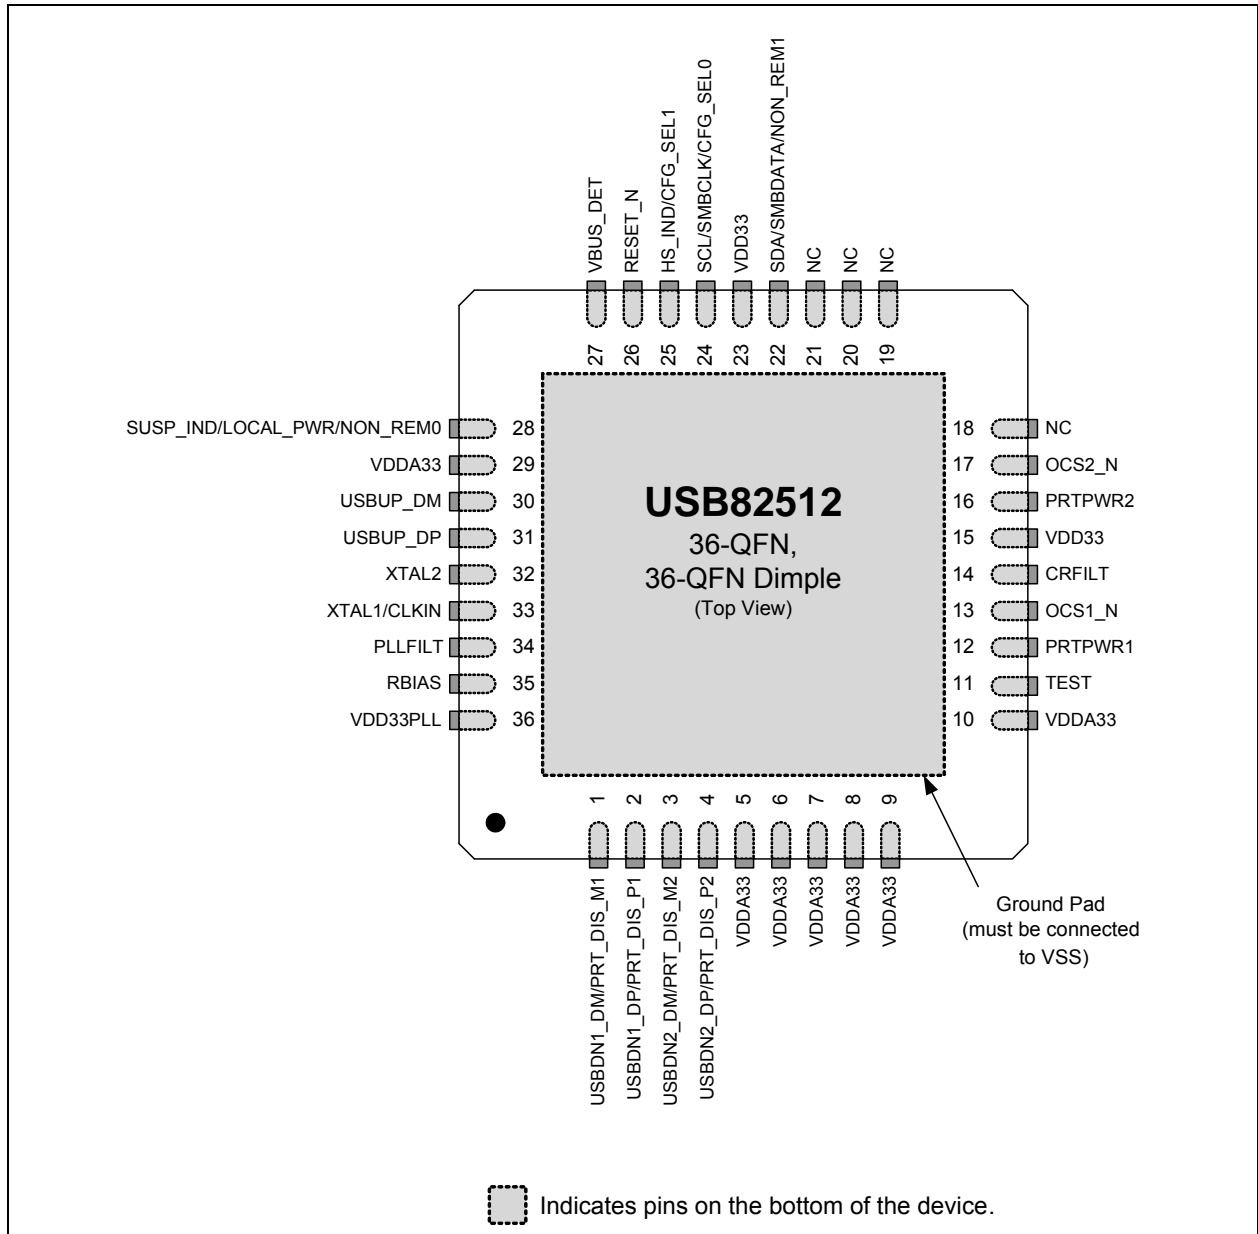 VBUS_DET
RESET_N
HS_IND/CFG_SEL1
SCL/SMBCLK/CFG_SEL0
VDD33
SDA/SMBDATA/NON_REM1
NC
NC
NC
27
26
25
24
23
22
21
20
19
SUSP_IND/LOCAL_PWR/NON_REM0 28
VDDA33 29
USBUP_DM 30
USBUP_DP 31
XTAL2 32
XTAL1/CLKIN 33
PLLFILT 34
RBIAS 35
VDD33PLL 36
USB82512
36-QFN,
36-QFN Dimple
(Top View)
18 NC
17 OCS2_N
16 PRTPWR2
15 VDD33
14 CRFILT
13 OCS1_N
12 PRTPWR1
11 TEST
10 VDDA33
1
2
3
4
5
6
7
8
9
USBDN1_DM/PRT_DIS_M1
USBDN1_DP/PRT_DIS_P1
USBDN2_DM/PRT_DIS_M2
USBDN2_DP/PRT_DIS_P2
VDDA33
VDDA33
VDDA33
VDDA33
VDDA33
Ground Pad
(must be connected
to VSS)
Indicates pins on the bottom of the device.